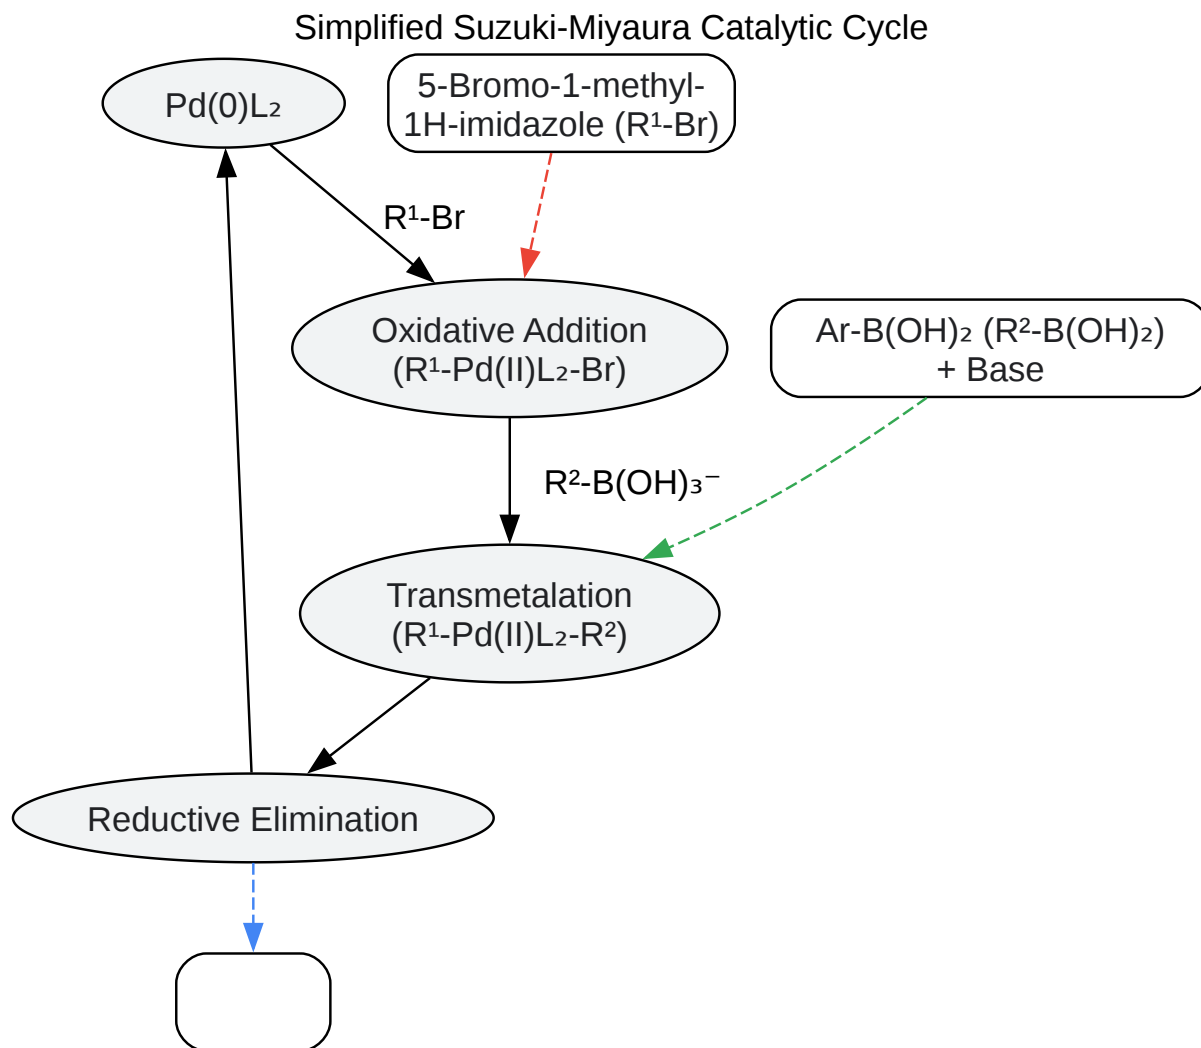 Simplified Suzuki-Miyaura Catalytic Cycle
Pd(0)L₂
5-Bromo-1-methyl-
1H-imidazole (R¹-Br)
R¹-Br
Oxidative Addition
(R¹-Pd(II)L₂-Br)
Ar-B(OH)₂ (R²-B(OH)₂)
+ Base
R²-B(OH)₃⁻
Transmetalation
(R¹-Pd(II)L₂-R²)
Reductive Elimination